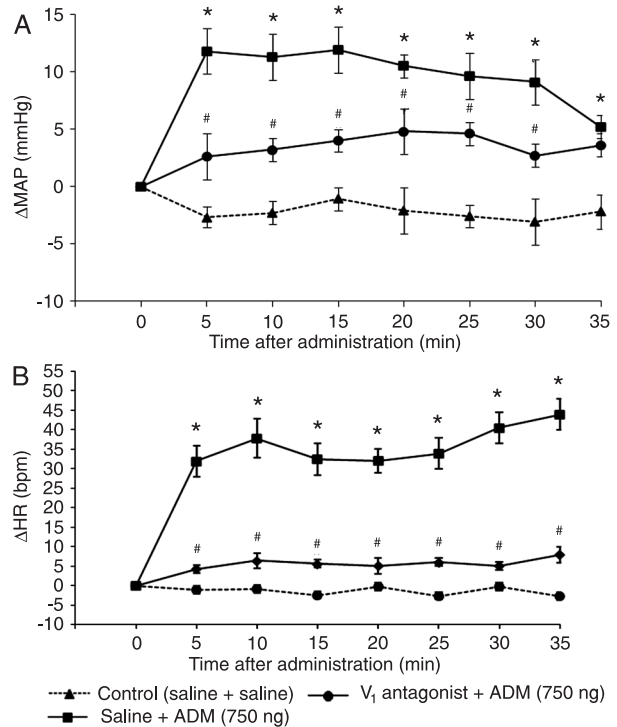 A
ΔMAP (mmHg)
15
10
5
0
-5
-10
* * * * * * *
# # # # # #
0 5 10 15 20 25 30 35
Time after administration (min)
B
ΔHR (bpm)
55
50
45
40
35
30
25
20
15
10
5
0
-5
-10
* * * * * * *
# # # # # # #
0 5 10 15 20 25 30 35
Time after administration (min)
Control (saline + saline)
V1 antagonist + ADM (750 ng)
Saline + ADM (750 ng)